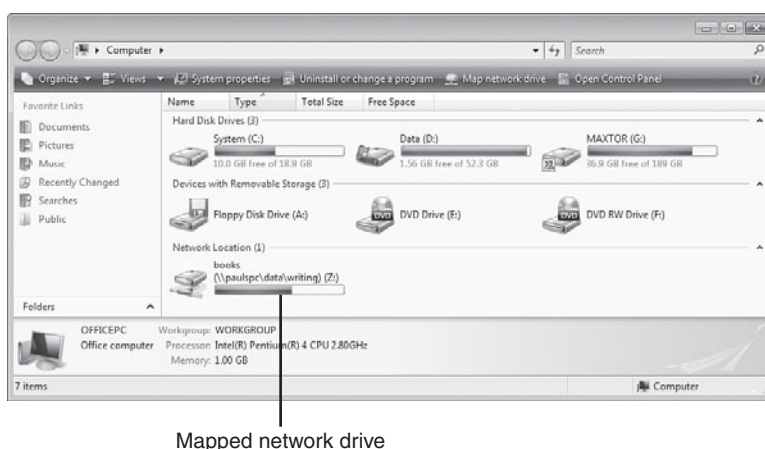 Computer
Search
Organize Views System properties Uninstall or change a program Map network drive Open Control Panel
Favorite Links
Documents
Pictures
Music
Recently Changed
Searches
Public
Folders
Name Type Total Size Free Space
Hard Disk Drives (3)
System (C:)
10.0 GB free of 18.9 GB
Data (D:)
1.56 GB free of 52.3 GB
MAXTOR (G:)
36.9 GB free of 189 GB
Devices with Removable Storage (3)
Floppy Disk Drive (A:)
DVD Drive (E:)
DVD RW Drive (F:)
Network Location (1)
books
(\\paulspc\data\writing) (Z:)
OFFICEPC Workgroup: WORKGROUP
Office computer Processor: Intel(R) Pentium(R) 4 CPU 2.80GHz
Memory: 1.00 GB
7 items
Computer
Mapped network drive